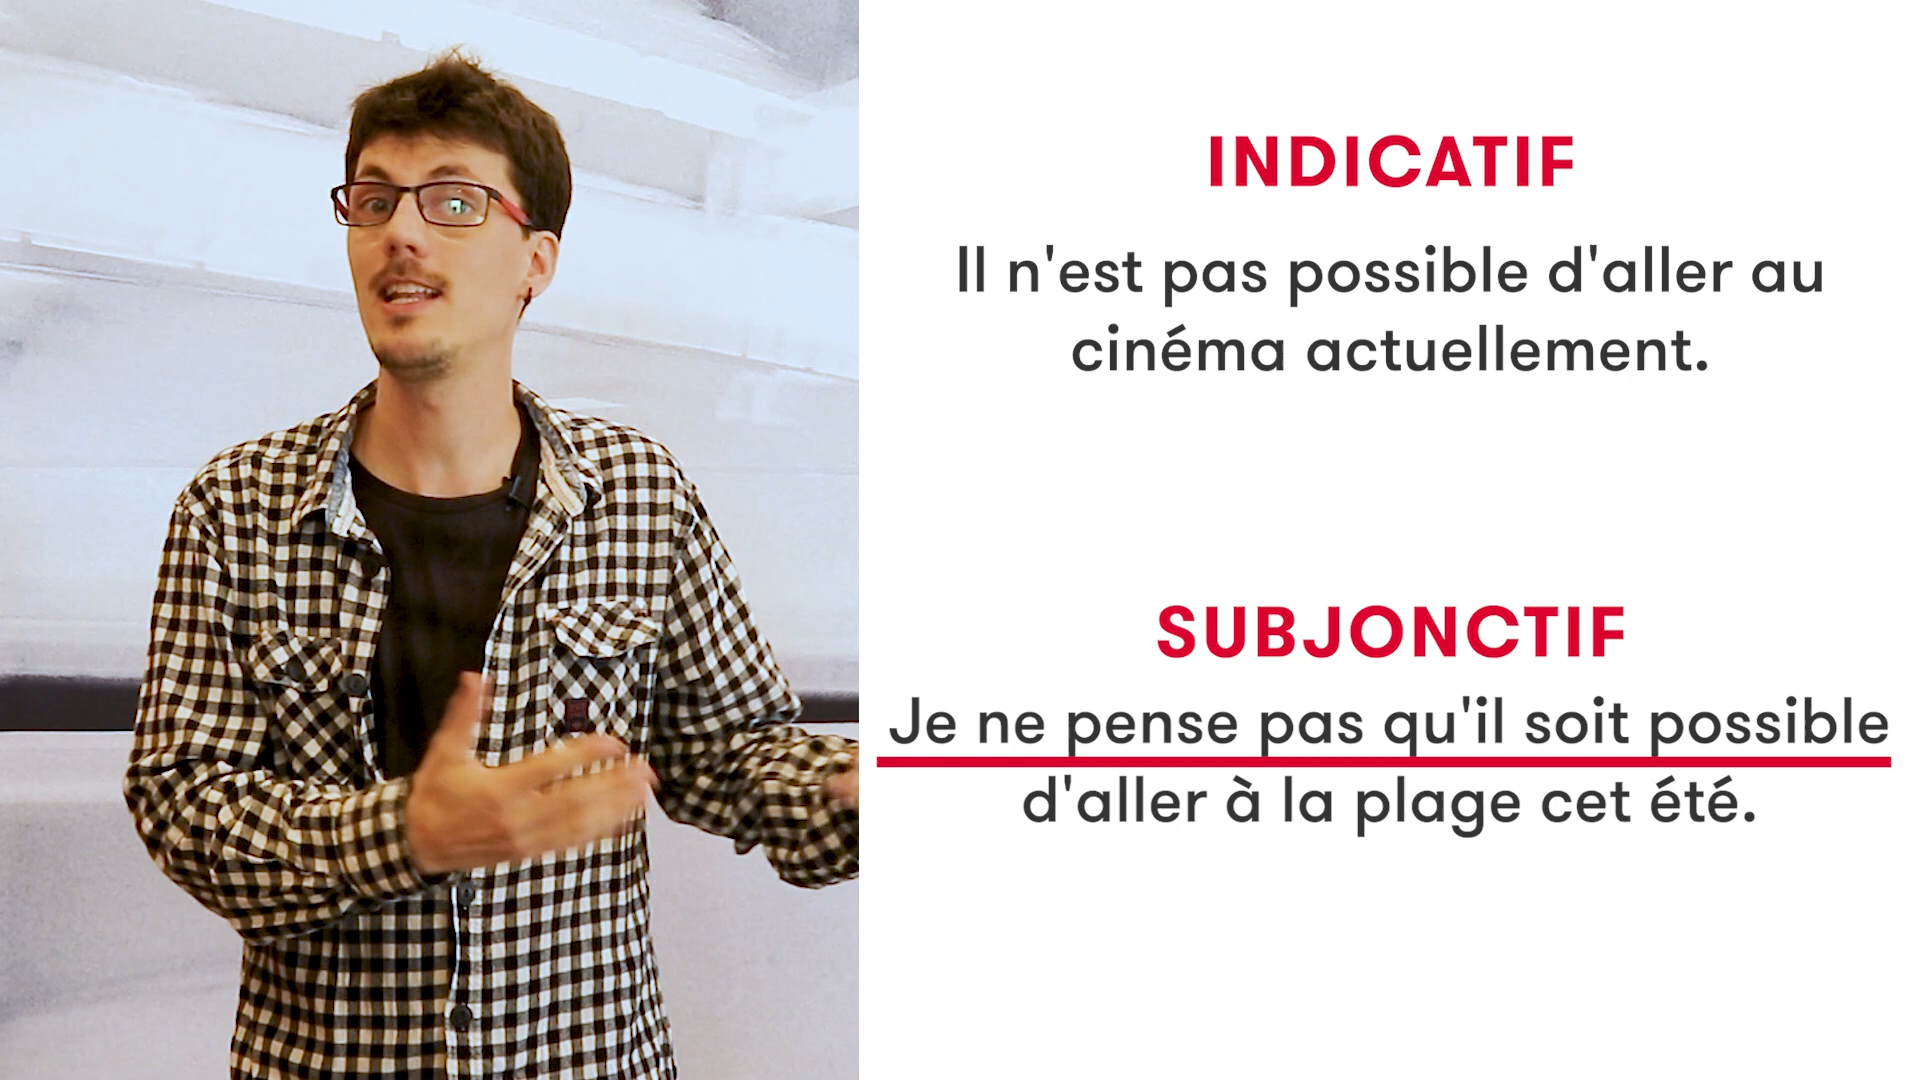 INDICATIF
Il n'est pas possible d'aller au
cinéma actuellement.
SUBJONCTIF
Je ne pense pas qu'il soit possible
d'aller à la plage cet été.